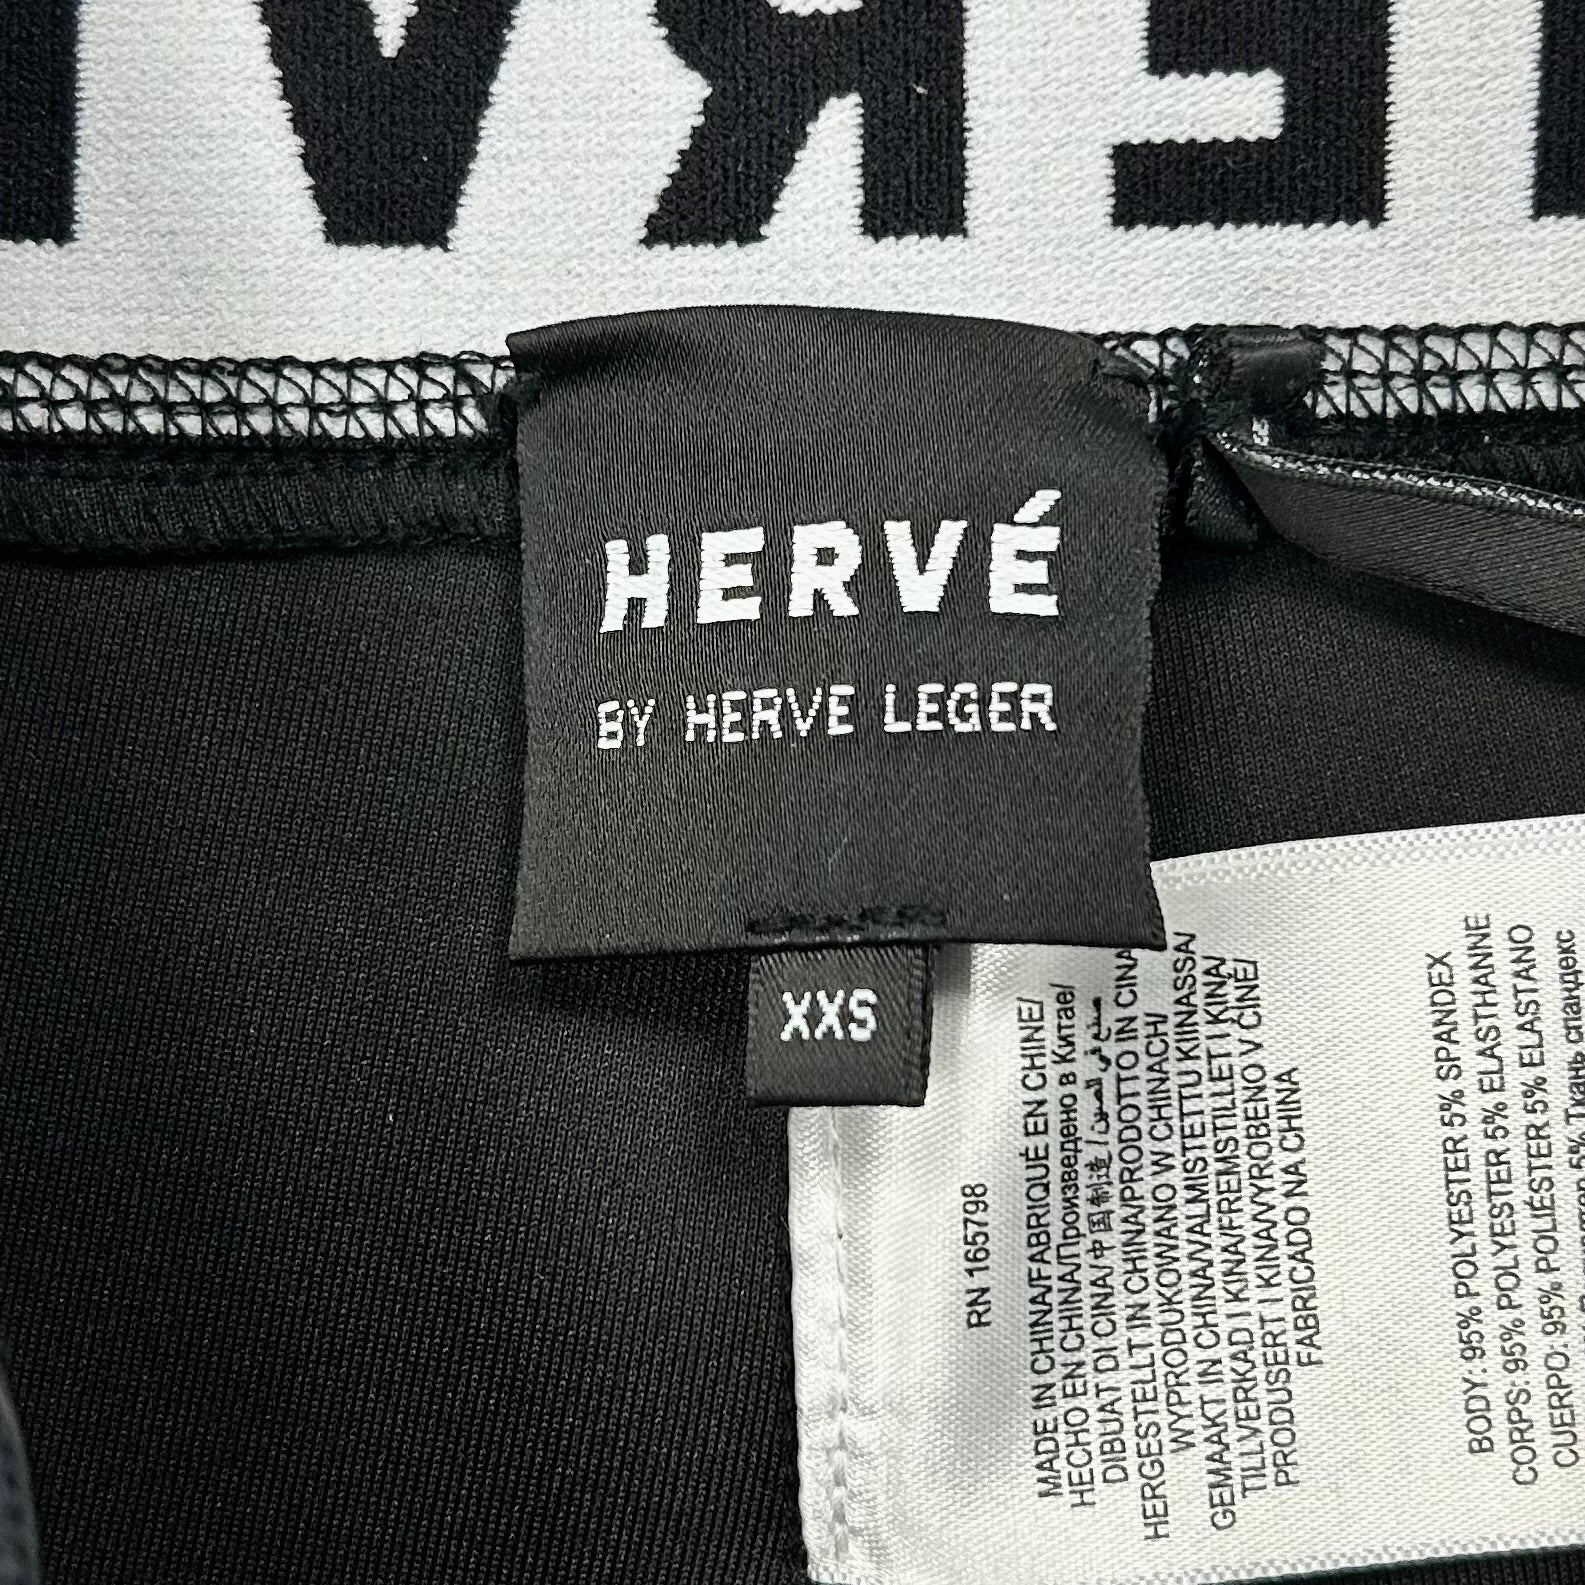 HERVÉ
BY HERVE LEGER
XXS
RN 165798
MADE IN CHINA/FABRIQUÉ EN CHINE/
HECHO EN CHINA/Произведено в Китае/
DIBUAT DI CINA/中国制造/صنع في الصين/
HERGESTELLT IN CHINA/PRODOTTO IN CINA/
WYPRODUKOWANO W CHINACH/
GEMAAKT IN CHINA/VALMISTETTU KIINASSA/
TILLVERKAD I KINA/FREMSTILLET I KINA/
PRODUSERT I KINA/VYROBENO V ČÍNĚ/
FABRICADO NA CHINA
BODY: 95% POLYESTER 5% SPANDEX
CORPS: 95% POLYESTER 5% ELASTHANNE
CUERPO: 95% POLIÉSTER 5% ELASTANO
5% Ткань спандекс